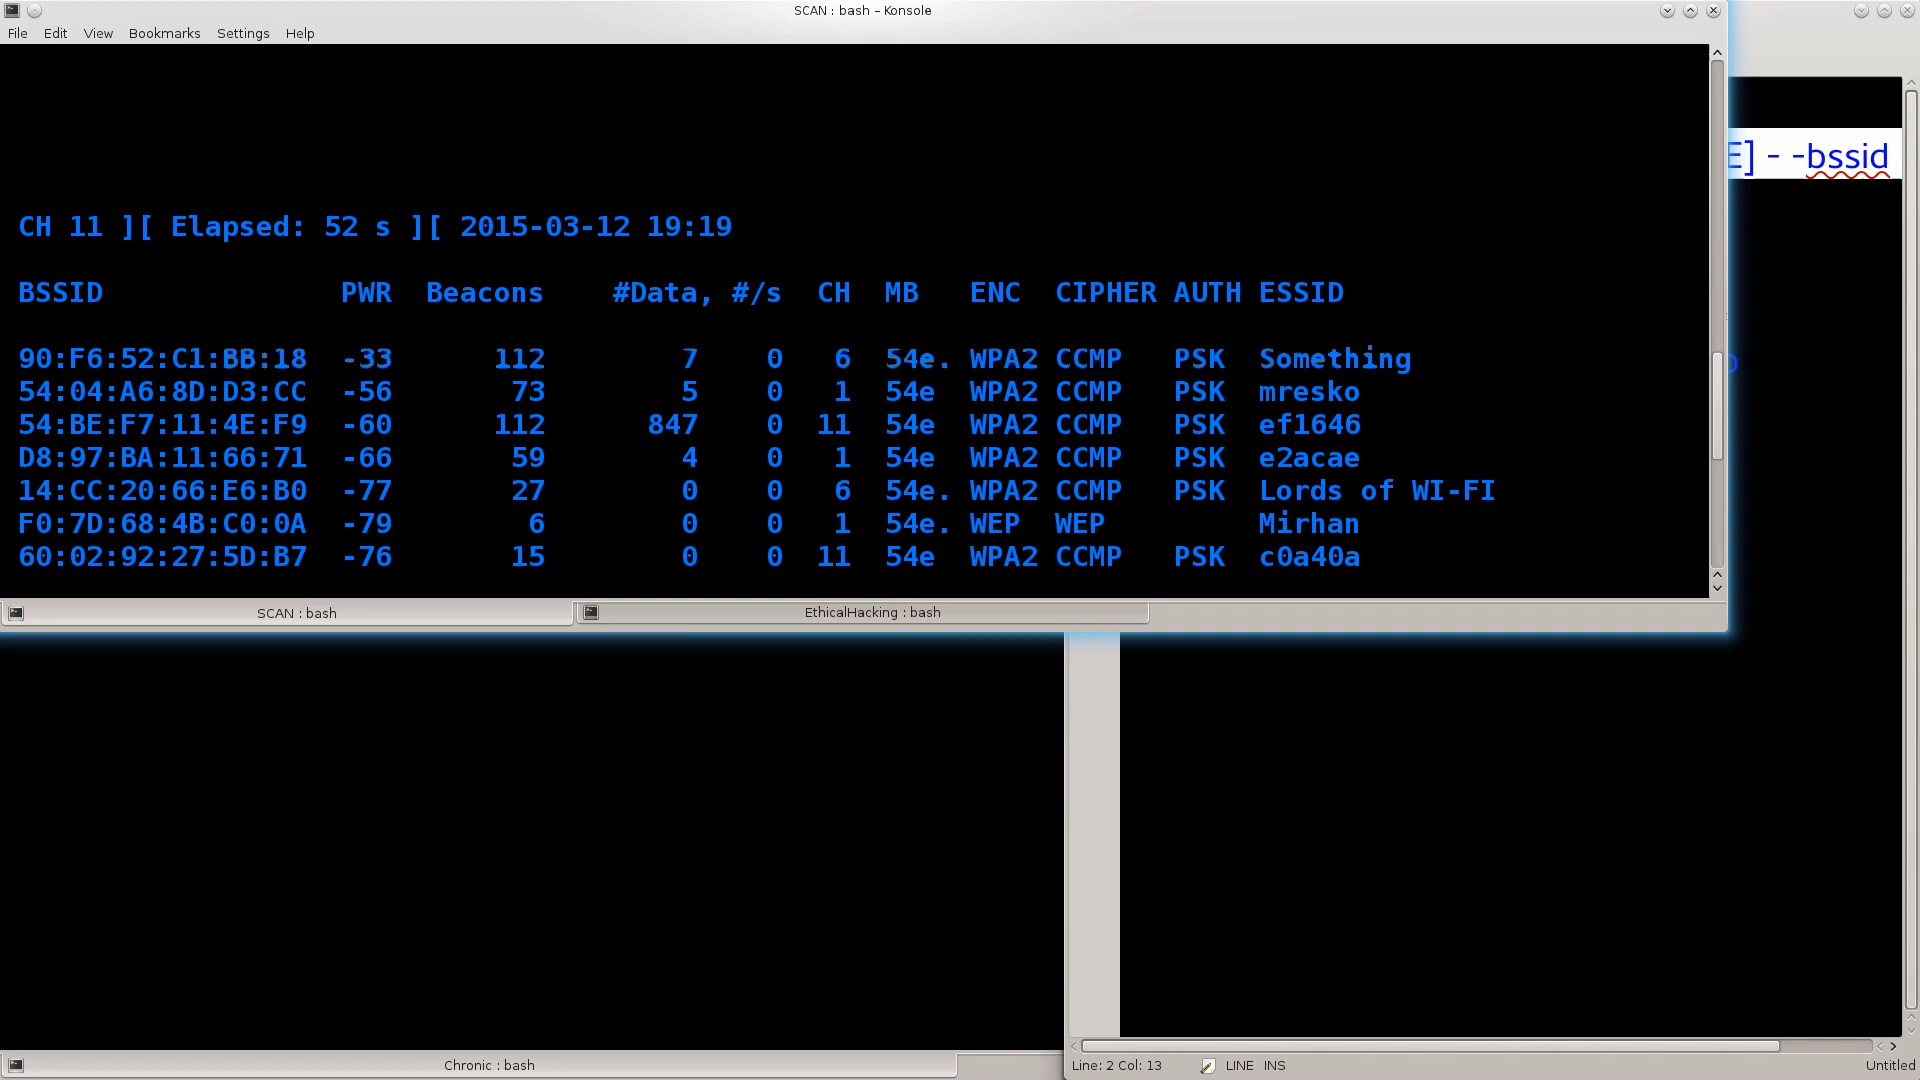 SCAN : bash – Konsole
File Edit View Bookmarks Settings Help
E] - -bssid
CH 11 ][ Elapsed: 52 s ][ 2015-03-12 19:19
BSSID PWR Beacons #Data, #/s CH MB ENC CIPHER AUTH ESSID
90:F6:52:C1:BB:18 -33 112 7 0 6 54e. WPA2 CCMP PSK Something
54:04:A6:8D:D3:CC -56 73 5 0 1 54e WPA2 CCMP PSK mresko
54:BE:F7:11:4E:F9 -60 112 847 0 11 54e WPA2 CCMP PSK ef1646
D8:97:BA:11:66:71 -66 59 4 0 1 54e WPA2 CCMP PSK e2acae
14:CC:20:66:E6:B0 -77 27 0 0 6 54e. WPA2 CCMP PSK Lords of WI-FI
F0:7D:68:4B:C0:0A -79 6 0 0 1 54e. WEP WEP Mirhan
60:02:92:27:5D:B7 -76 15 0 0 11 54e WPA2 CCMP PSK c0a40a
SCAN : bash EthicalHacking : bash
Chronic : bash
Line: 2 Col: 13 LINE INS Untitled